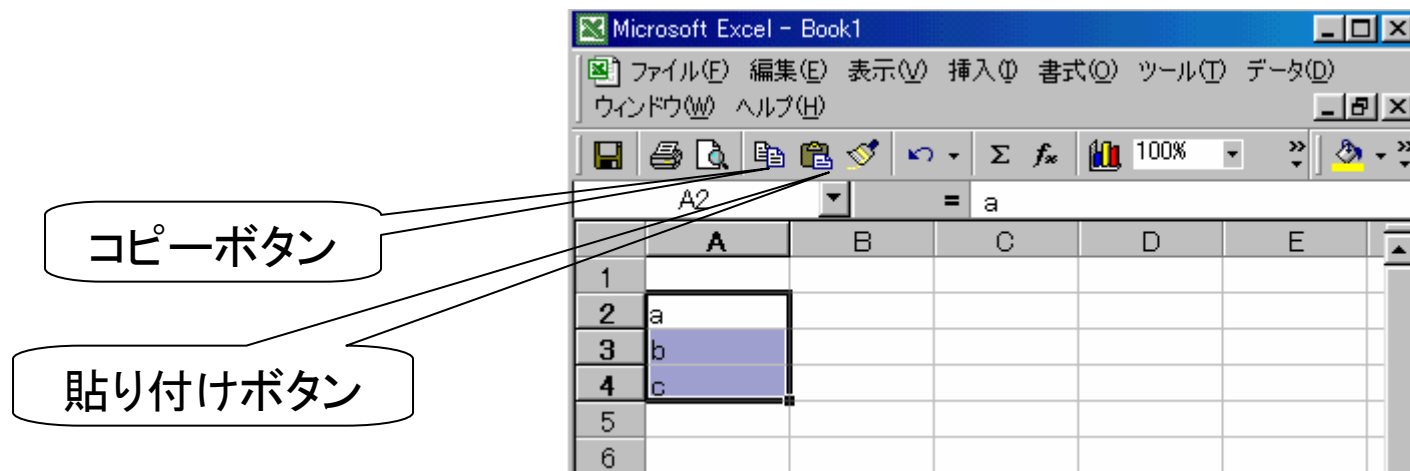 Microsoft Excel - Book1
ファイル(F) 編集(E) 表示(V) 挿入(I) 書式(O) ツール(T) データ(D)
ウィンドウ(W) ヘルプ(H)
Σ fx 100%
A2 = a
コピーボタン
A B C D E
1
2 a
3 b
4 c
貼り付けボタン
5
6